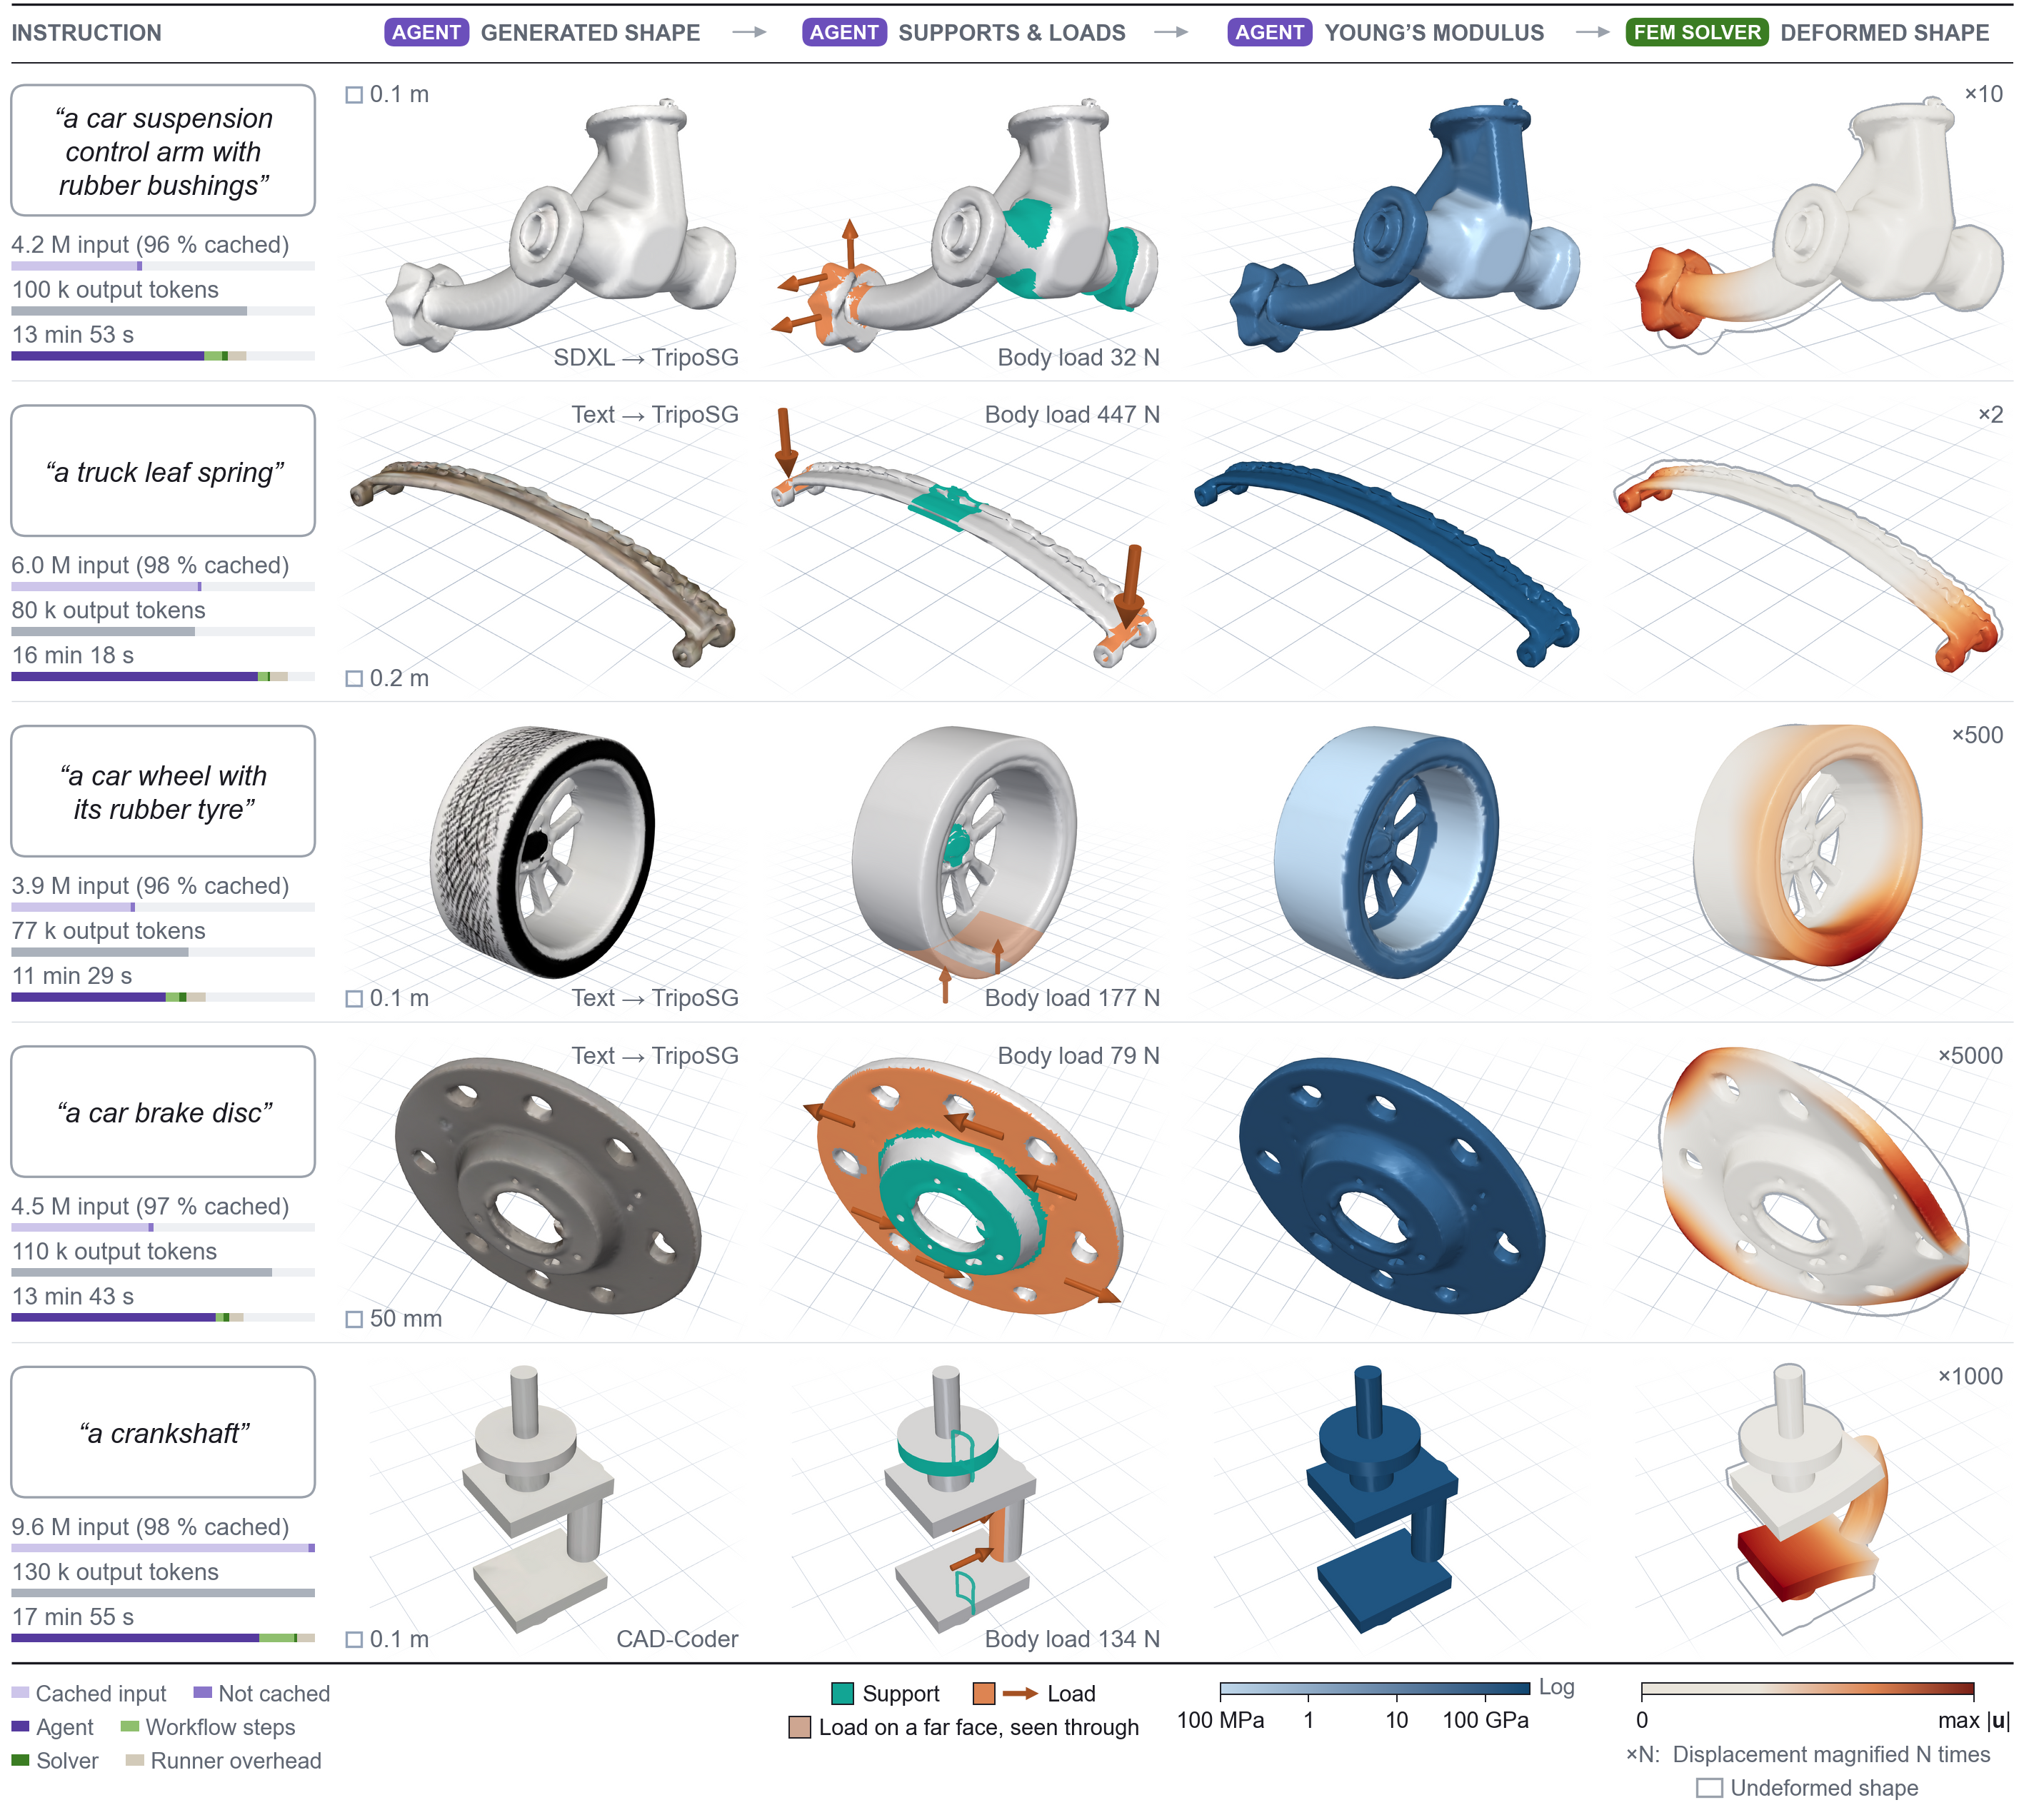 INSTRUCTION
AGENT GENERATED SHAPE →
AGENT SUPPORTS & LOADS →
AGENT YOUNG’S MODULUS →
FEM SOLVER DEFORMED SHAPE
“a car suspension
control arm with
rubber bushings”
4.2 M input (96 % cached)
100 k output tokens
13 min 53 s
0.1 m
SDXL → TripoSG
Body load 32 N
×10
“a truck leaf spring”
6.0 M input (98 % cached)
80 k output tokens
16 min 18 s
Text → TripoSG
0.2 m
Body load 447 N
×2
“a car wheel with
its rubber tyre”
3.9 M input (96 % cached)
77 k output tokens
11 min 29 s
0.1 m
Text → TripoSG
Body load 177 N
×500
“a car brake disc”
4.5 M input (97 % cached)
110 k output tokens
13 min 43 s
Text → TripoSG
50 mm
Body load 79 N
×5000
“a crankshaft”
9.6 M input (98 % cached)
130 k output tokens
17 min 55 s
0.1 m
CAD-Coder
Body load 134 N
×1000
Cached input Not cached
Agent Workflow steps
Solver Runner overhead
Support Load
Load on a far face, seen through
Log
100 MPa 1 10 100 GPa
0 max |u|
×N: Displacement magnified N times
Undeformed shape